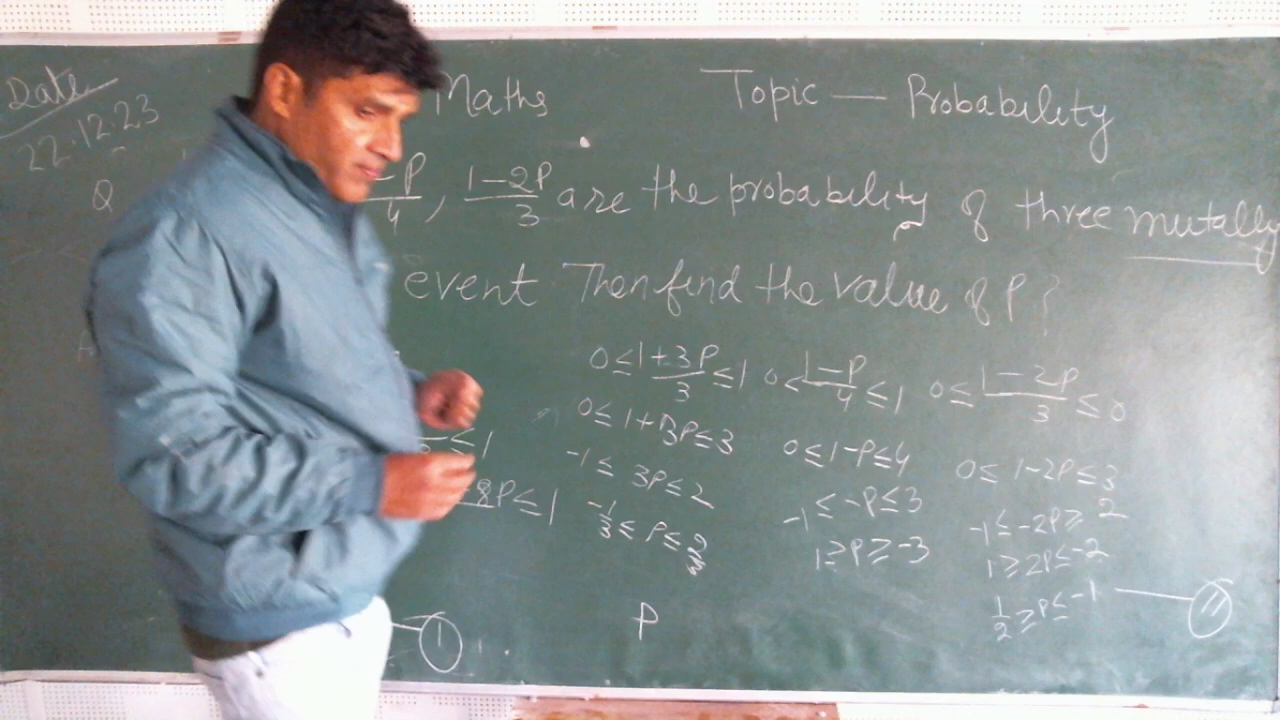 Date Maths Topic — Probability
22.12.23
Q -P/4, 1-2P/3 are the probability of three mutally
event Then find the value of P?
0≤1+3P/3≤1 0≤1-P/4≤1 0≤1-2P/3≤0
0≤1+3P≤3 0≤1-P≤4 0≤1-2P≤3
≤1 -1≤3P≤2 -1≤-P≤3 -1≤-2P≥2
8P≤1 -1/3≤P≤2/3 1≥P≥-3 1≥2P≤-2
1/2≥P≤-1 — (11)
— (1) P